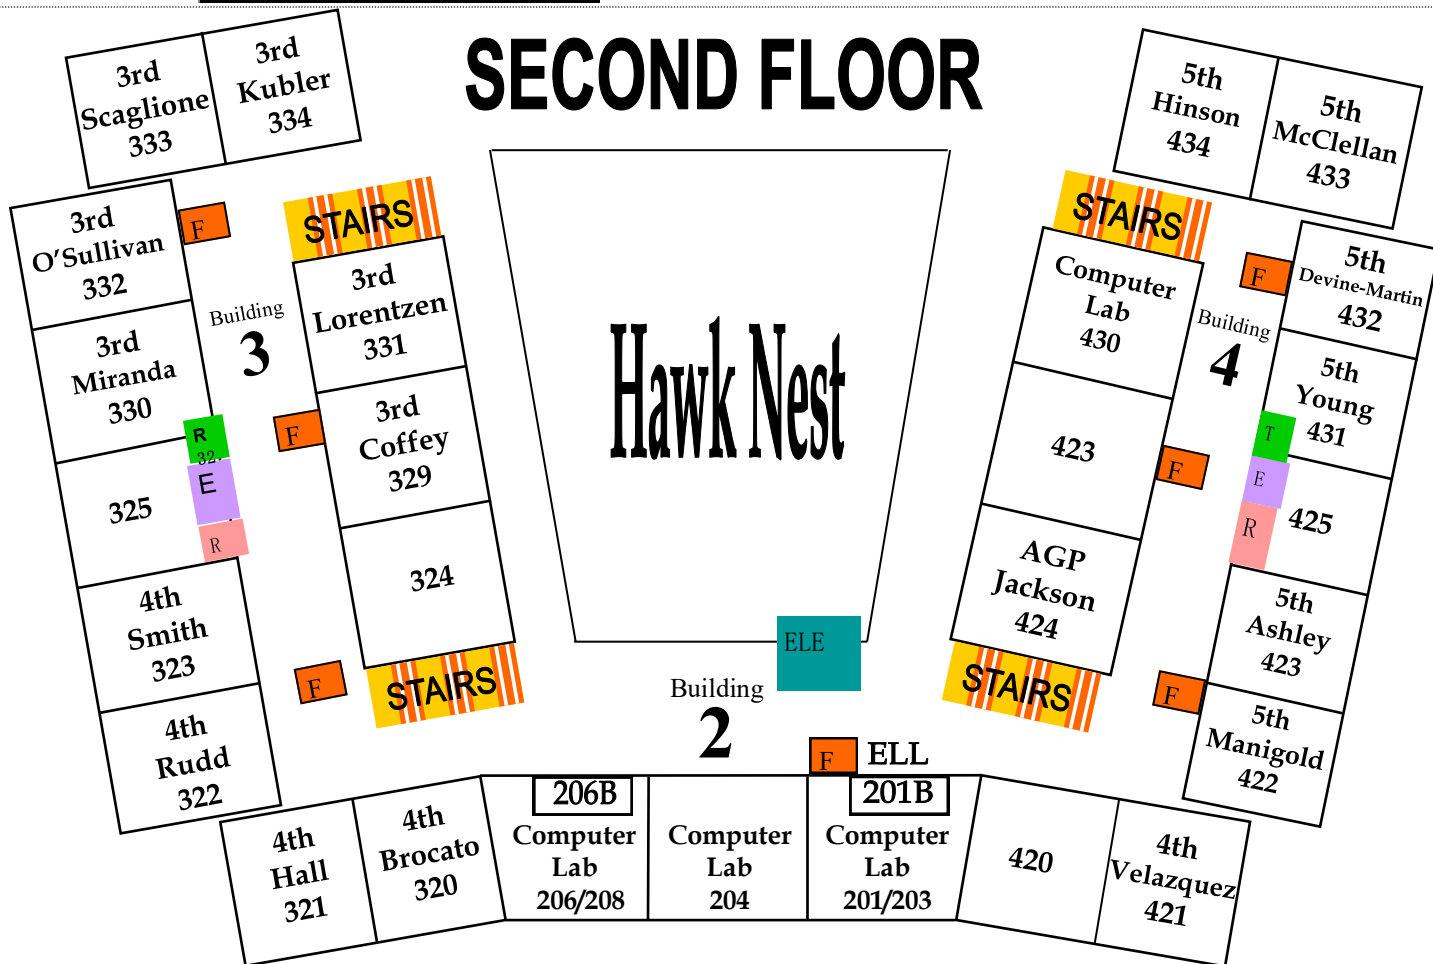 SECOND FLOOR
3rd
Scaglione
333
3rd
Kubler
334
3rd
O'Sullivan
332
F
STAIRS
3rd
Miranda
330
Building
3
3rd
Lorentzen
331
R
32
E
R
F
3rd
Coffey
329
325
324
4th
Smith
323
F
STAIRS
4th
Rudd
322
4th
Hall
321
4th
Brocato
320
Hawk Nest
ELE
Building
2
F
ELL
206B
Computer
Lab
206/208
Computer
Lab
204
201B
Computer
Lab
201/203
420
4th
Velazquez
421
5th
Hinson
434
5th
McClellan
433
STAIRS
Computer
Lab
430
Building
4
F
5th
Devine-Martin
432
5th
Young
431
423
F
T
E
R
425
AGP
Jackson
424
STAIRS
5th
Ashley
423
F
5th
Manigold
422